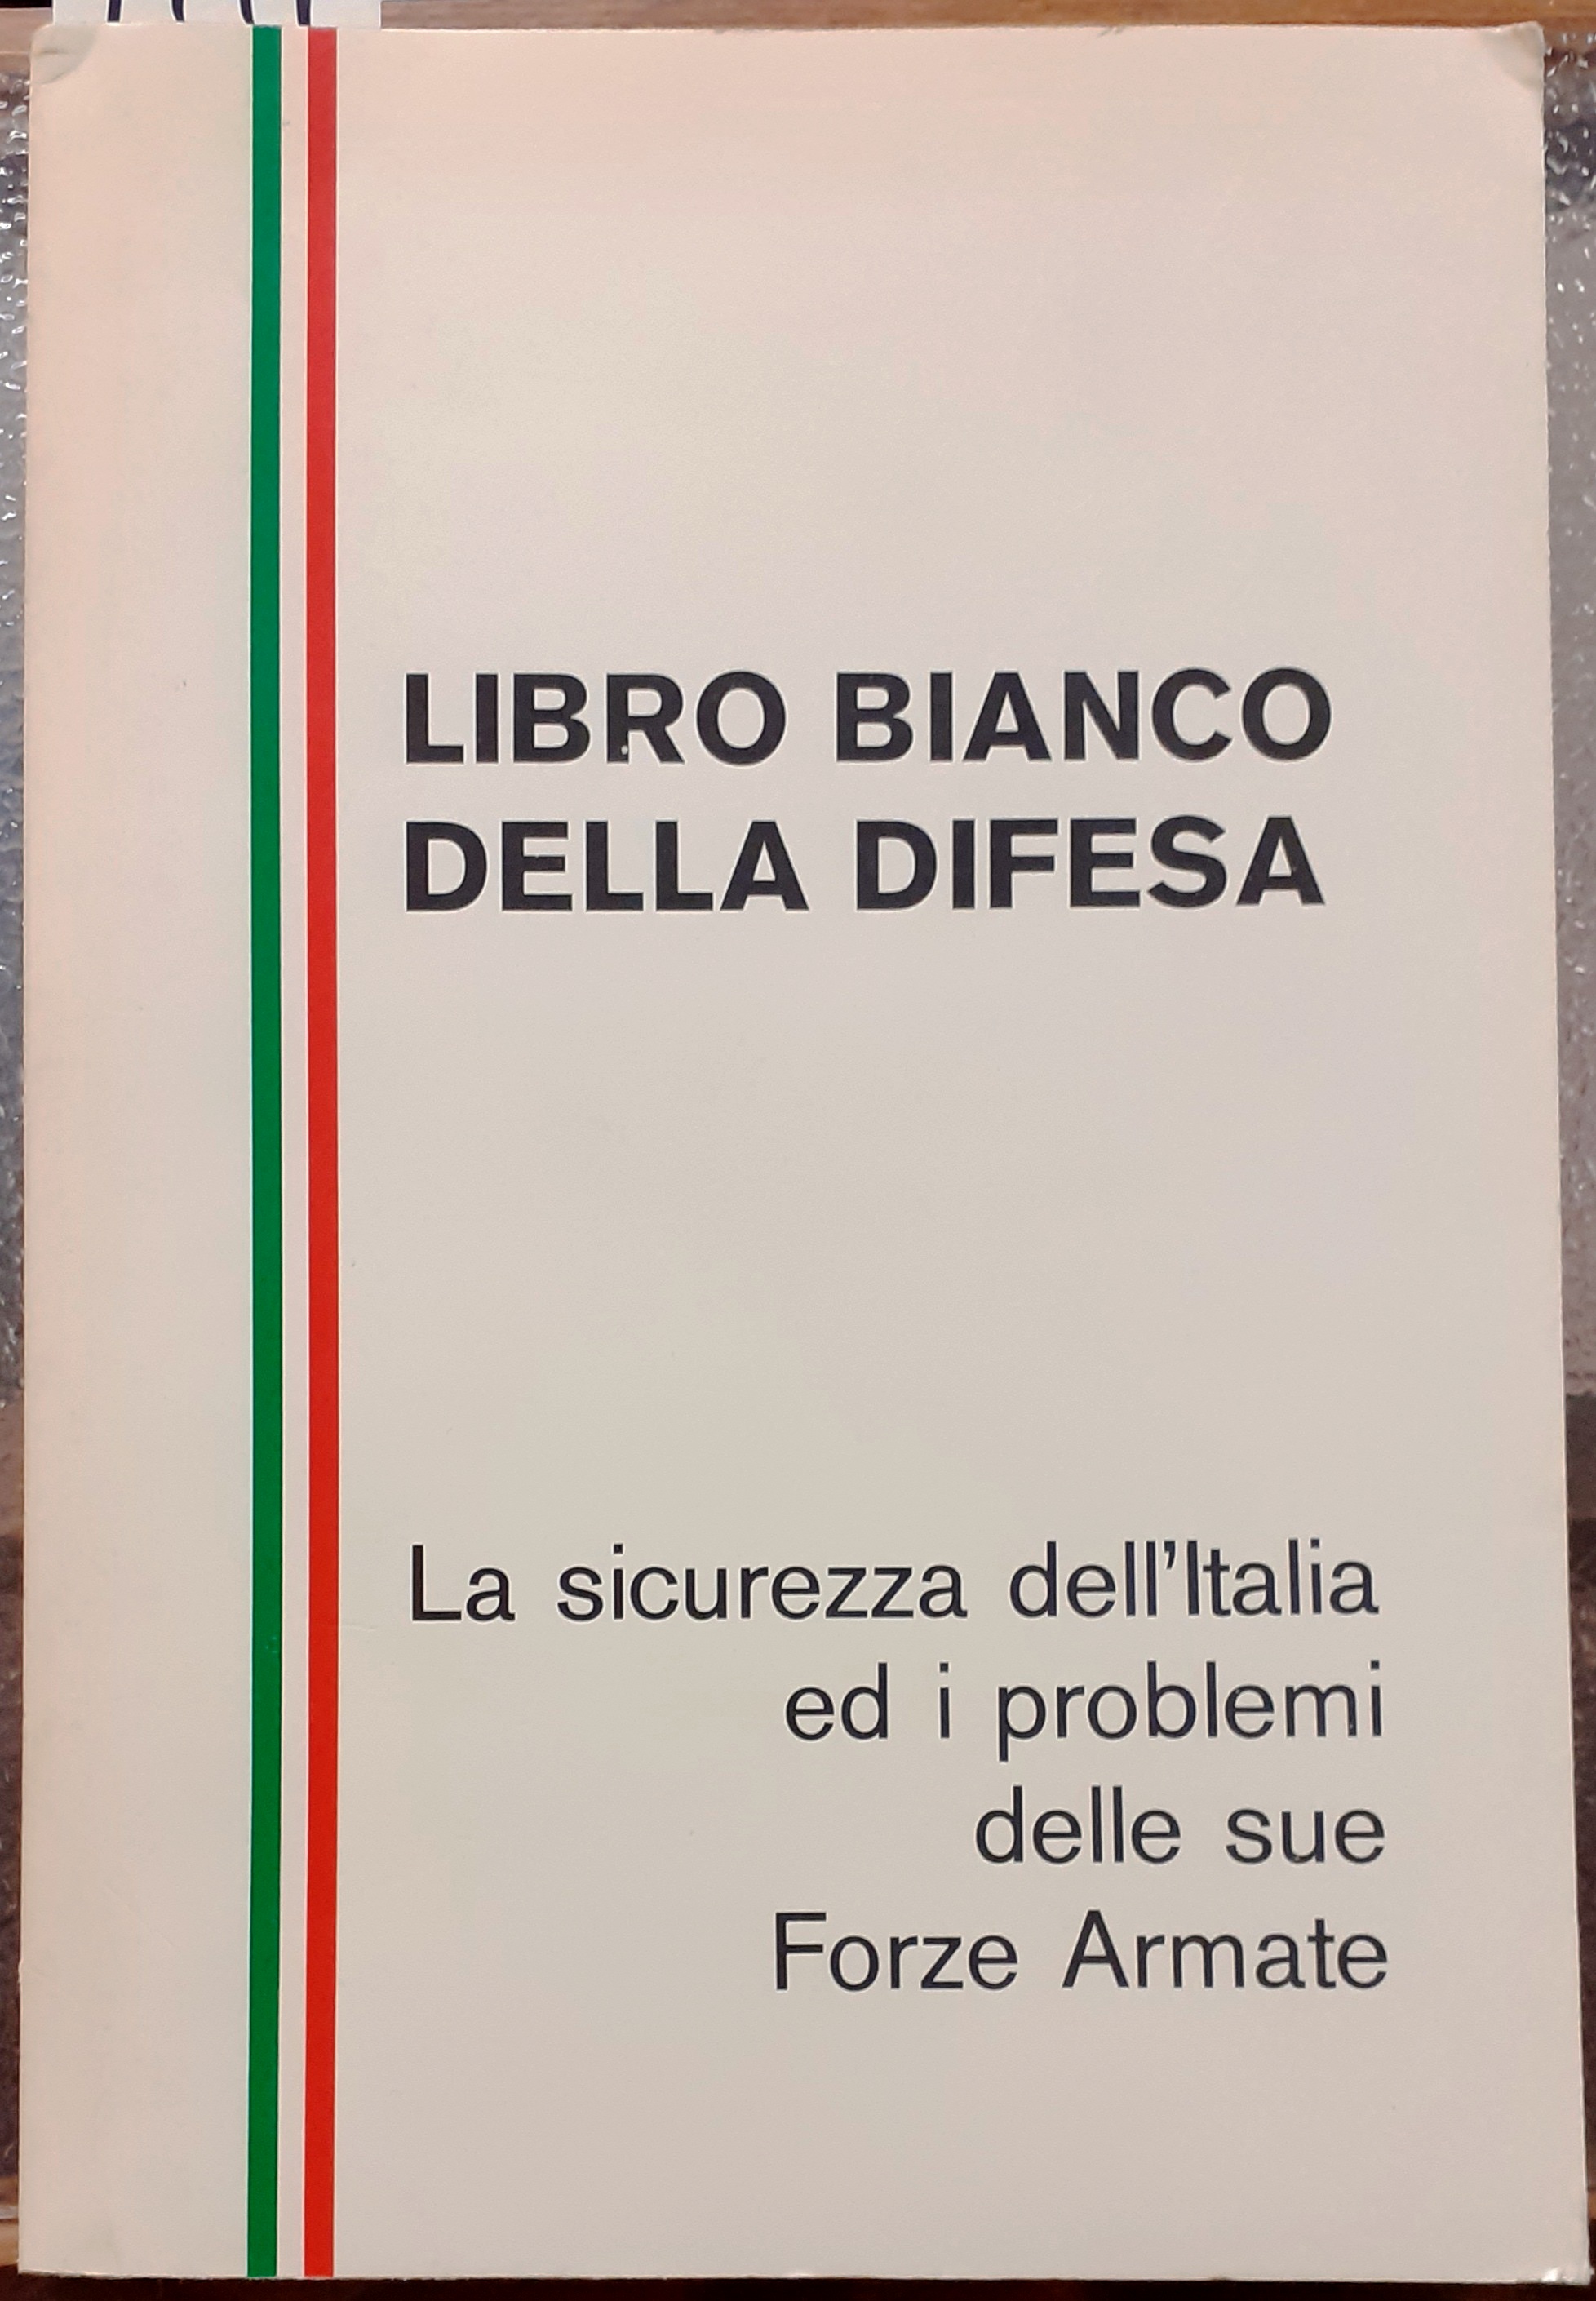 LIBRO BIANCO
DELLA DIFESA
La sicurezza dell'Italia
ed i problemi
delle sue
Forze Armate